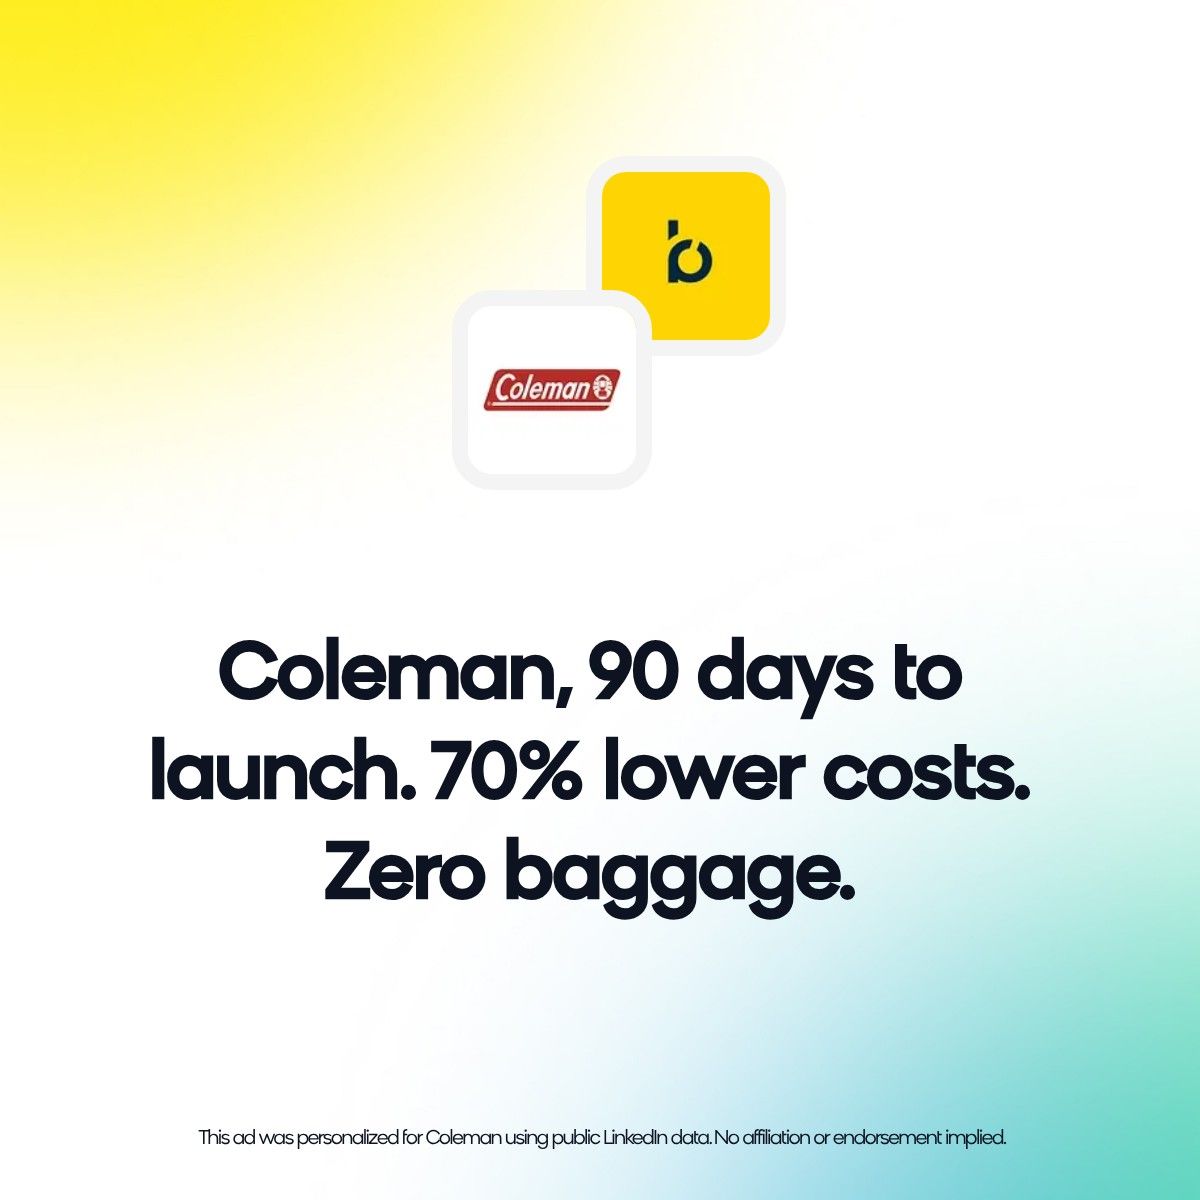 b
Coleman
Coleman, 90 days to
launch. 70% lower costs.
Zero baggage.
This ad was personalized for Coleman using public LinkedIn data. No affiliation or endorsement implied.